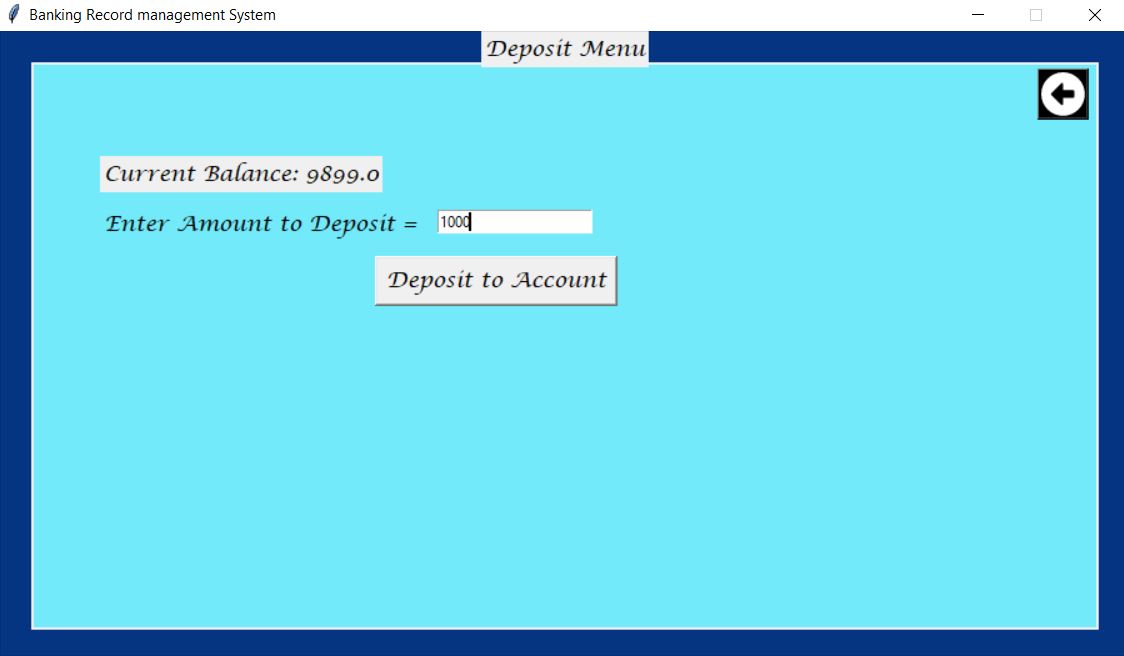 Banking Record management System
Deposit Menu
Current Balance: 9899.0
Enter Amount to Deposit = 1000
Deposit to Account